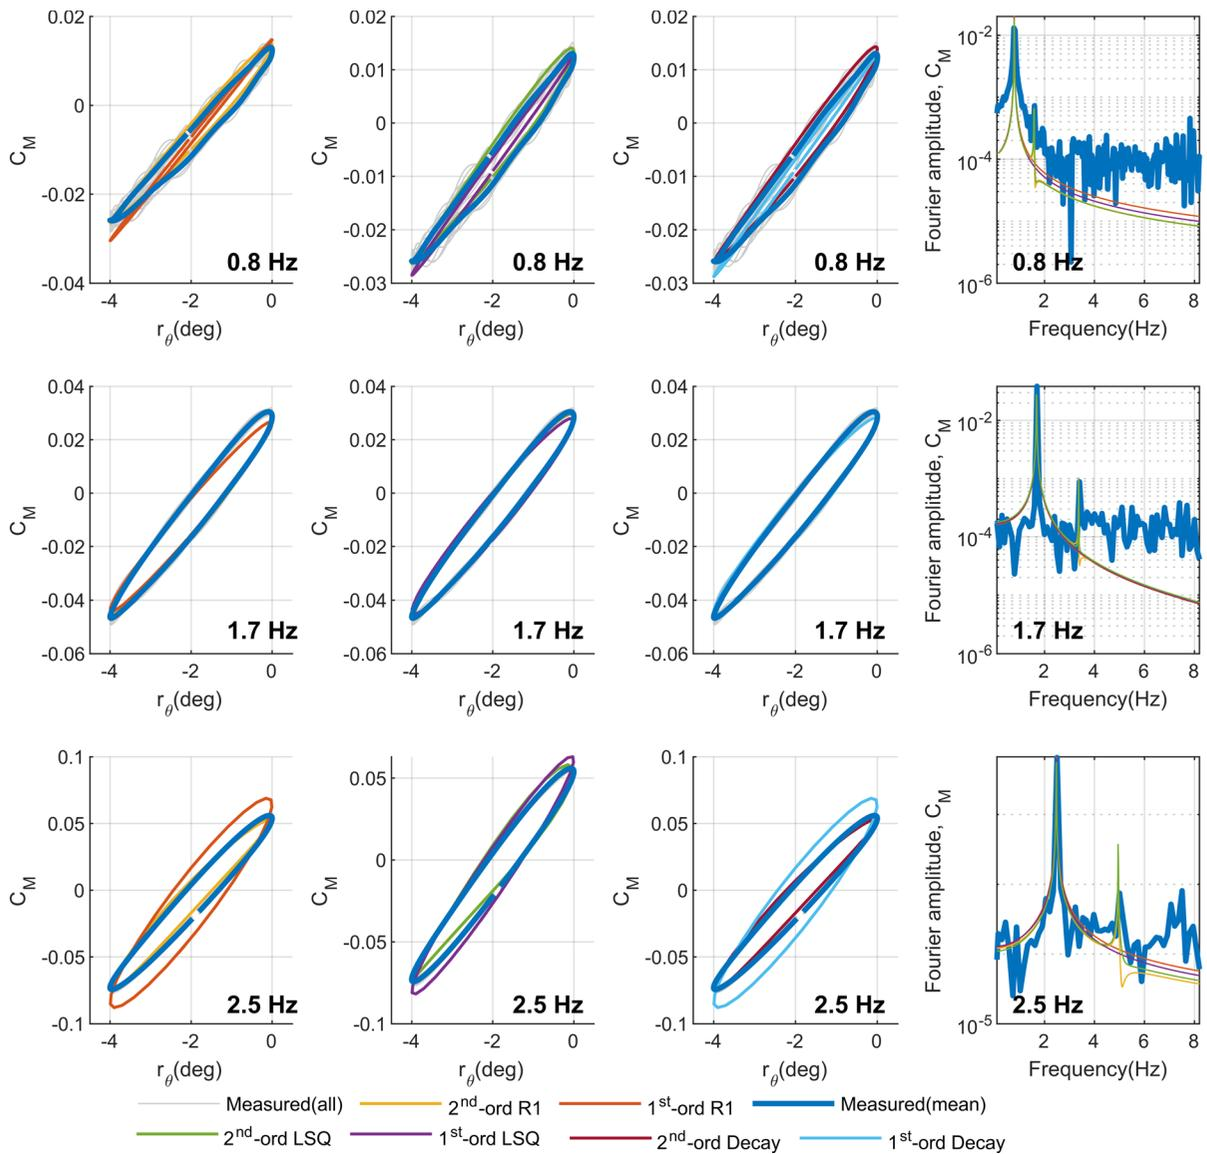 0.02
0
-0.02
-0.04
C_M
-4
-2
0
r_θ(deg)
0.8 Hz
0.02
0.01
0
-0.01
-0.02
-0.03
C_M
-4
-2
0
r_θ(deg)
0.8 Hz
0.02
0.01
0
-0.01
-0.02
-0.03
C_M
-4
-2
0
r_θ(deg)
0.8 Hz
10^-2
10^-4
10^-6
Fourier amplitude, C_M
2
4
6
8
Frequency(Hz)
0.8 Hz
0.04
0.02
0
-0.02
-0.04
-0.06
C_M
-4
-2
0
r_θ(deg)
1.7 Hz
0.04
0.02
0
-0.02
-0.04
-0.06
C_M
-4
-2
0
r_θ(deg)
1.7 Hz
0.04
0.02
0
-0.02
-0.04
-0.06
C_M
-4
-2
0
r_θ(deg)
1.7 Hz
10^-2
10^-4
10^-6
Fourier amplitude, C_M
2
4
6
8
Frequency(Hz)
1.7 Hz
0.1
0.05
0
-0.05
-0.1
C_M
-4
-2
0
r_θ(deg)
2.5 Hz
0.05
0
-0.05
-0.1
C_M
-4
-2
0
r_θ(deg)
2.5 Hz
0.1
0.05
0
-0.05
-0.1
C_M
-4
-2
0
r_θ(deg)
2.5 Hz
10^-5
Fourier amplitude, C_M
2
4
6
8
Frequency(Hz)
2.5 Hz
Measured(all)
2^nd-ord R1
1^st-ord R1
Measured(mean)
2^nd-ord LSQ
1^st-ord LSQ
2^nd-ord Decay
1^st-ord Decay